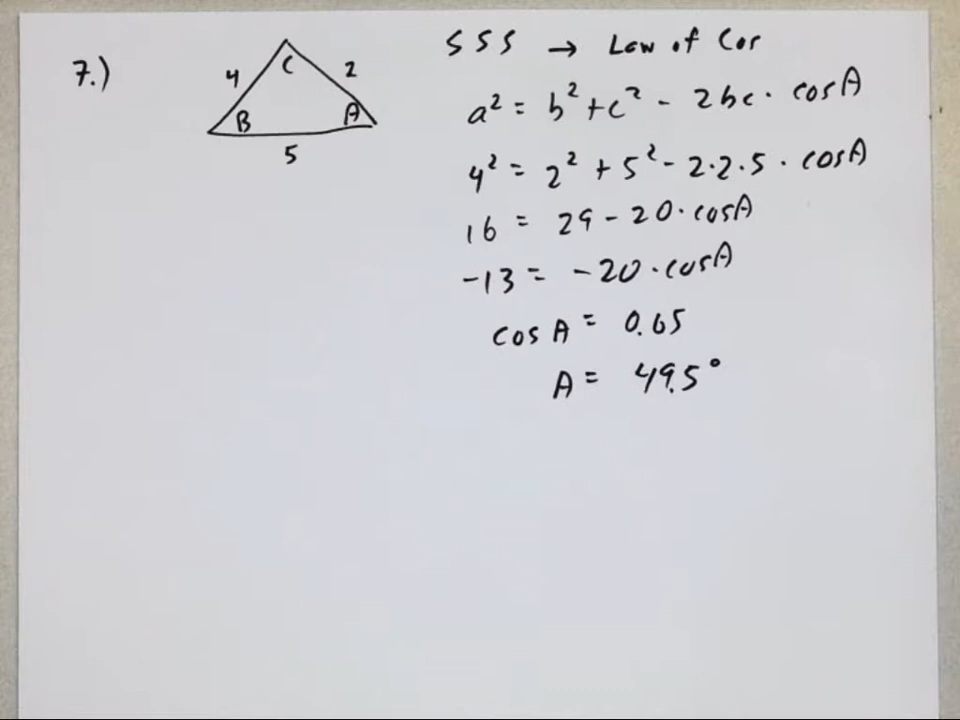 7.)
4
C
2
B
A
5
SSS → Law of Cos
a² = b² + c² - 2bc · cosA
4² = 2² + 5² - 2·2·5 · cosA
16 = 29 - 20 · cosA
-13 = -20 · cosA
cos A = 0.65
A = 49.5°